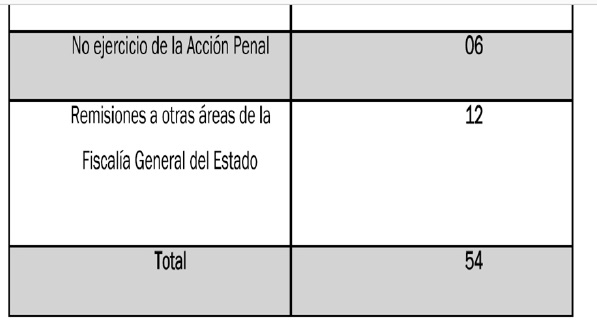 No ejercicio de la Acción Penal 06
Remisiones a otras áreas de la 12
Fiscalía General del Estado
Total 54